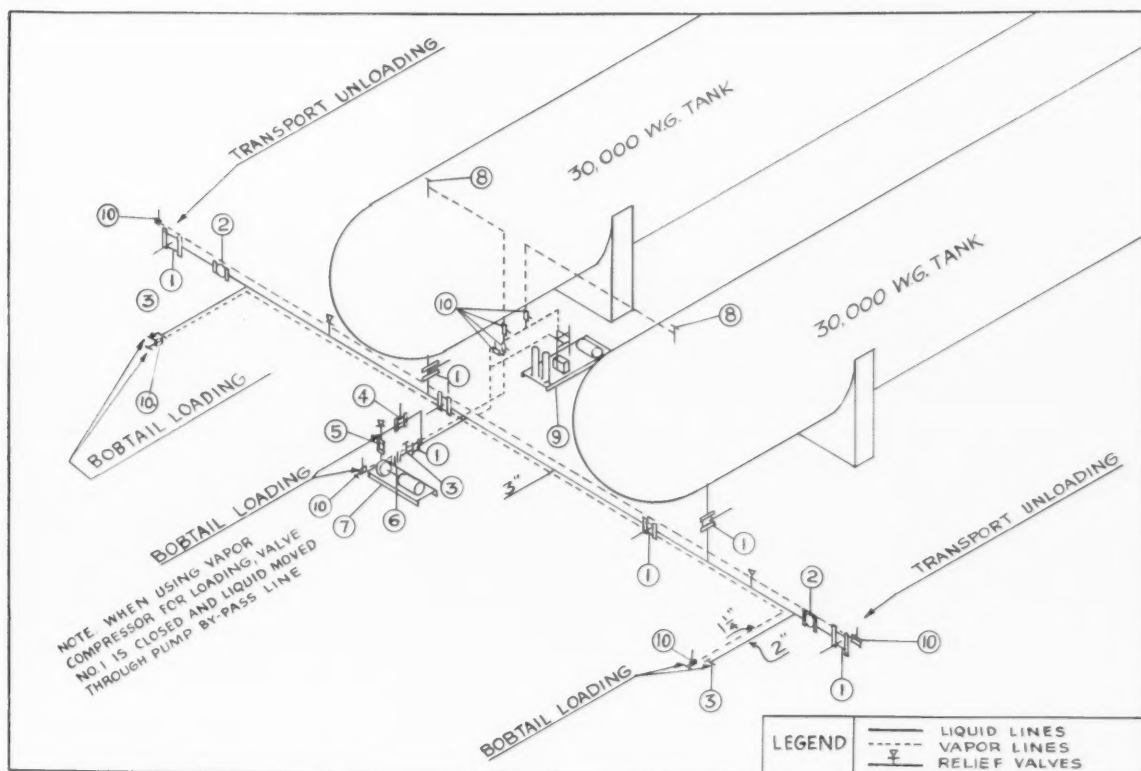 TRANSPORT UNLOADING
30,000 W.G. TANK
8
10
2
1
3
30,000 W.G. TANK
10
8
10
BOBTAIL LOADING
1
4
5
1
9
3
10
7
6
BOBTAIL LOADING
3"
1
1
TRANSPORT UNLOADING
NOTE. WHEN USING VAPOR
COMPRESSOR FOR LOADING, VALVE
NO.1 IS CLOSED AND LIQUID MOVED
THROUGH PUMP BY-PASS LINE
2
1¼"
2"
10
10
3
1
BOBTAIL LOADING
LEGEND
LIQUID LINES
VAPOR LINES
RELIEF VALVES